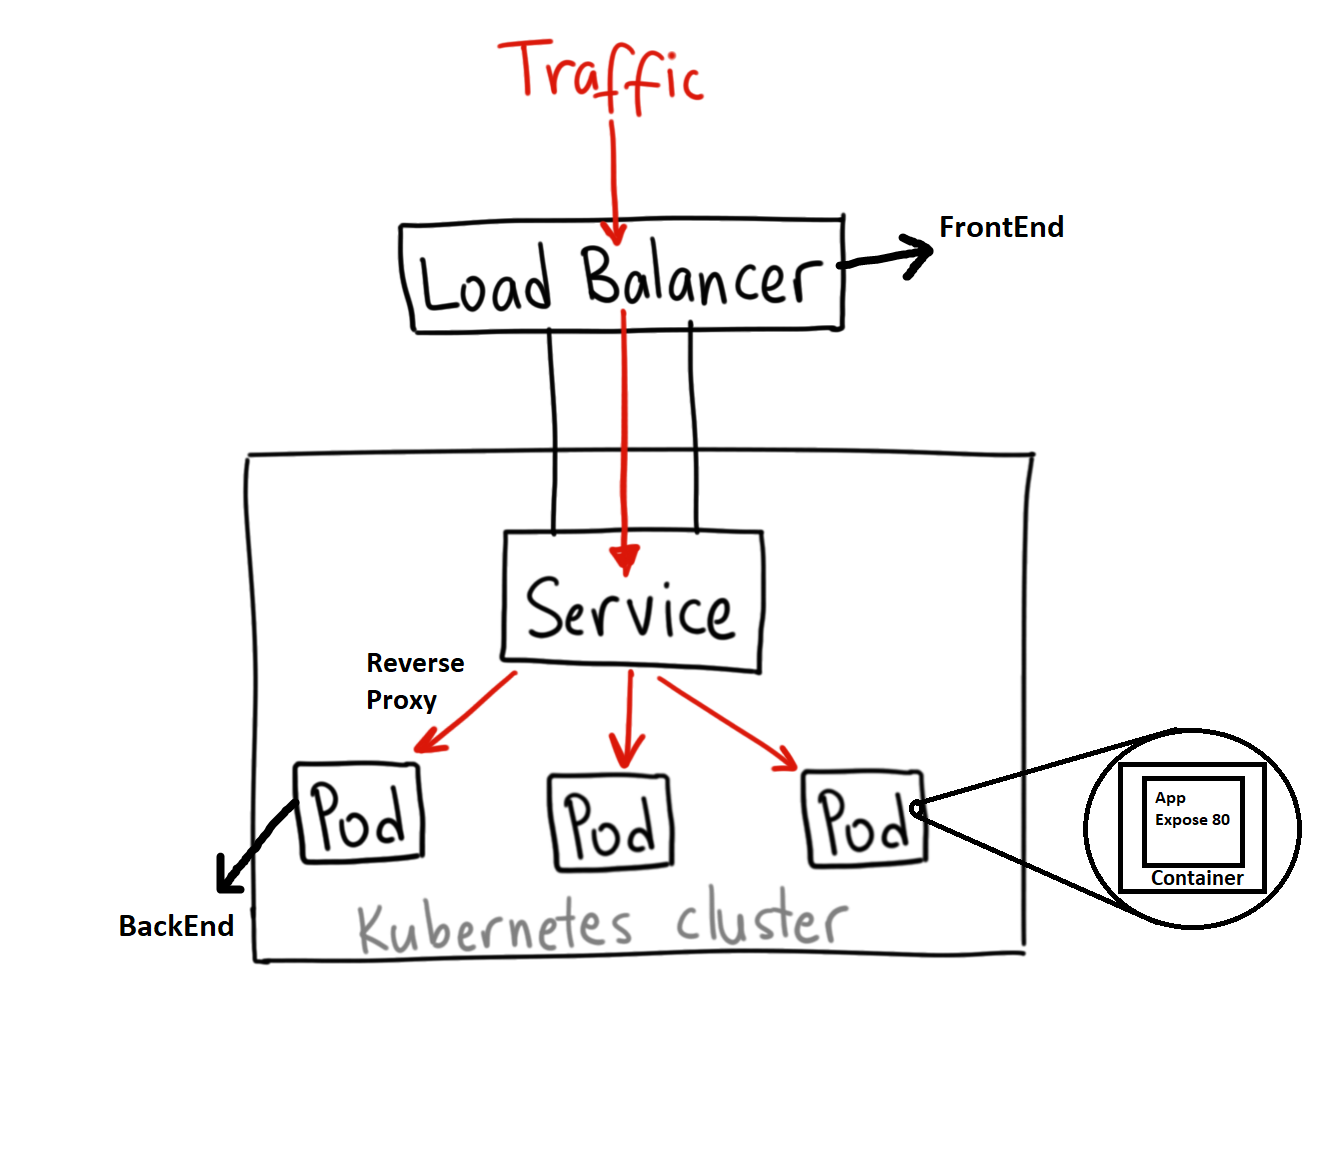 Traffic
Load Balancer
FrontEnd
Service
Reverse
Proxy
Pod
Pod
Pod
App
Expose 80
Container
BackEnd
Kubernetes cluster